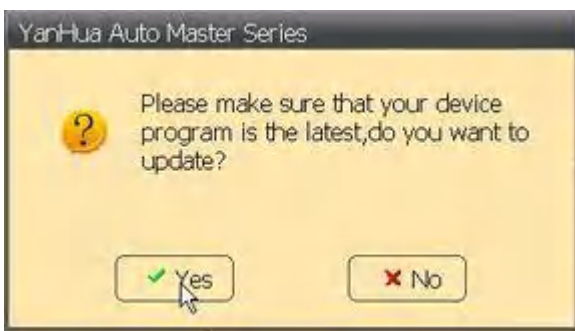 YanHua Auto Master Series
Please make sure that your device
program is the latest,do you want to
update?
Yes
No